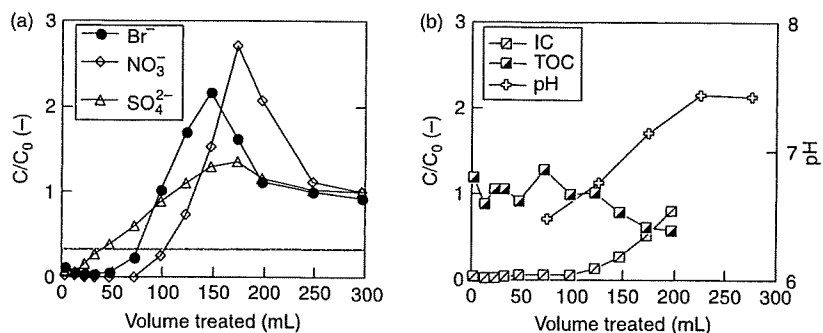 (a)
Br⁻
NO₃⁻
SO₄²⁻
C/C₀ (–)
3
2
1
0
0 50 100 150 200 250 300
Volume treated (mL)
(b)
IC
TOC
pH
C/C₀ (–)
3
2
1
0
8
7
6
pH
0 50 100 150 200 250 300
Volume treated (mL)